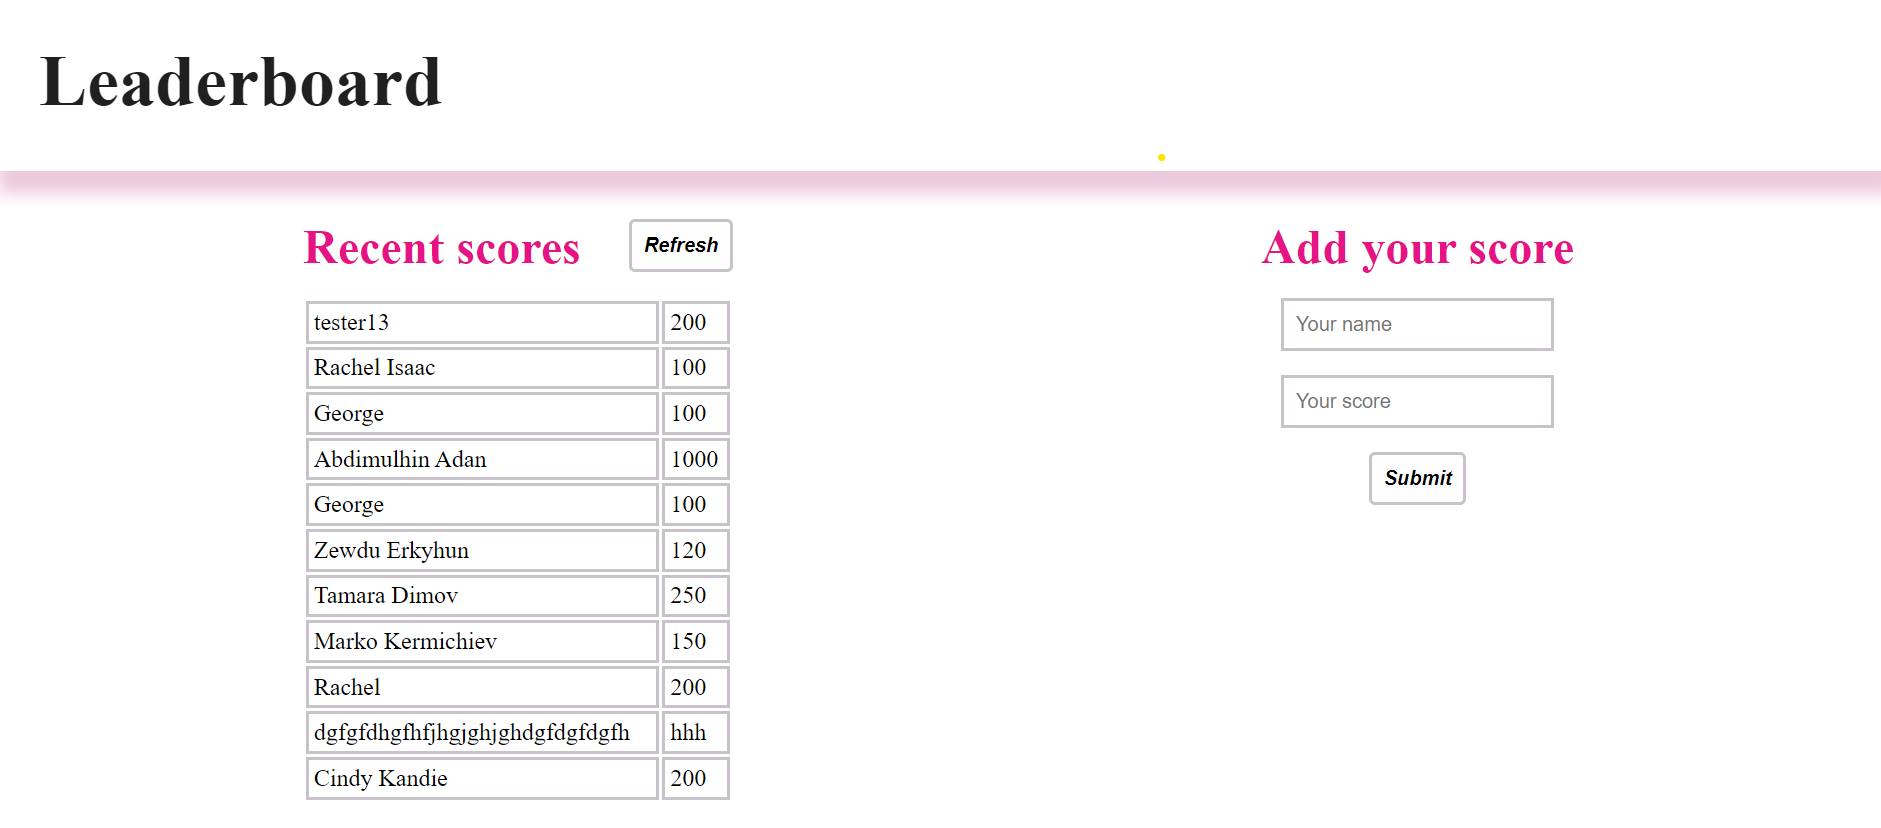 Leaderboard
Recent scores
Refresh
tester13 200
Rachel Isaac 100
George 100
Abdimulhin Adan 1000
George 100
Zewdu Erkyhun 120
Tamara Dimov 250
Marko Kermichiev 150
Rachel 200
dgfgfdhgfhfjhgjghjghdgfdgfdgfh hhh
Cindy Kandie 200
Add your score
Your name
Your score
Submit